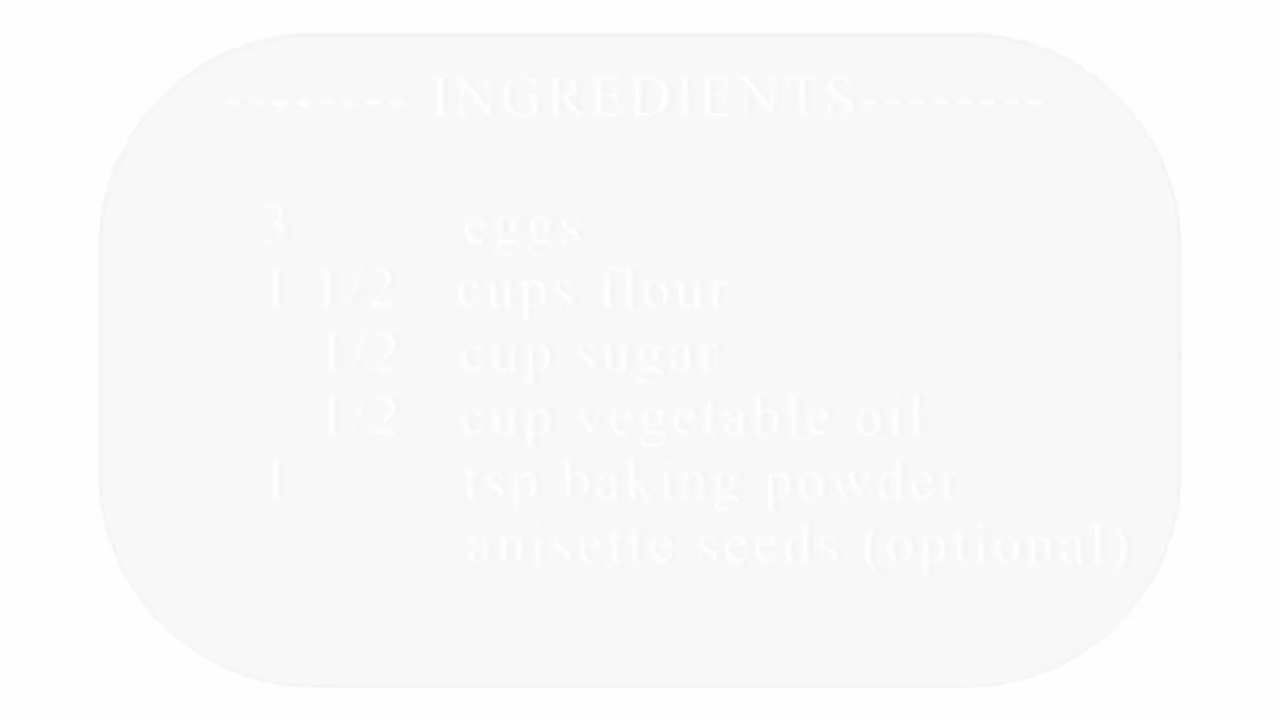 -------- INGREDIENTS--------
3 eggs
1 1/2 cups flour
1/2 cup sugar
1/2 cup vegetable oil
1 tsp baking powder
anisette seeds (optional)